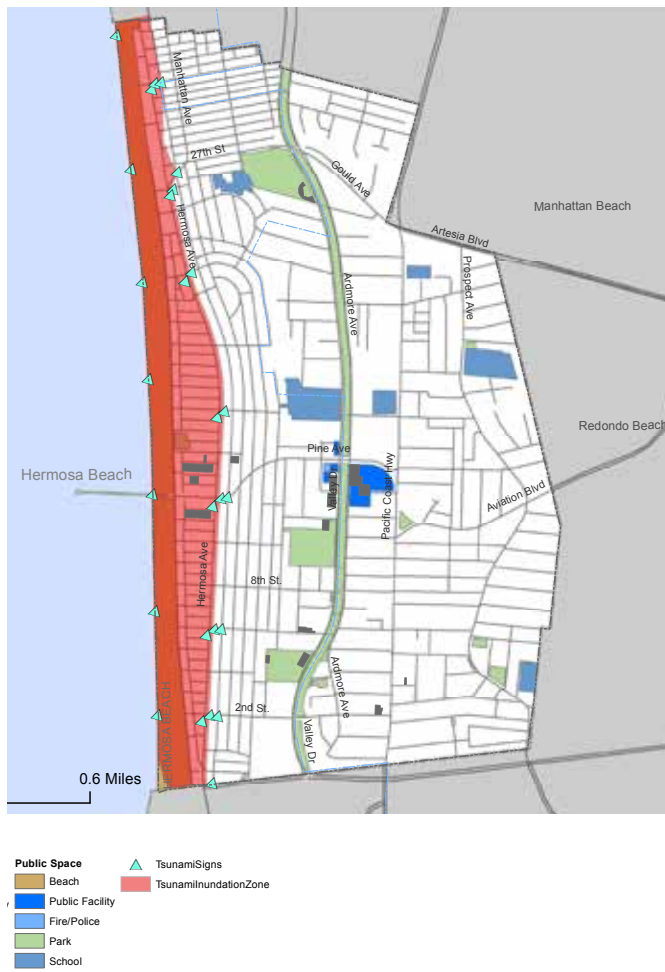 Manhattan Ave
27th St
Gould Ave
Manhattan Beach
Artesia Blvd
Hermosa Ave
Prospect Ave
Ardmore Ave
Redondo Beach
Pine Ave
Hermosa Beach
Valley Dr
Pacific Coast Hwy
Aviation Blvd
Hermosa Ave
8th St.
Ardmore Ave
HERMOSA BEACH
2nd St.
Valley Dr
0.6 Miles
Public Space
Beach
Public Facility
Fire/Police
Park
School
TsunamiSigns
TsunamiInundationZone